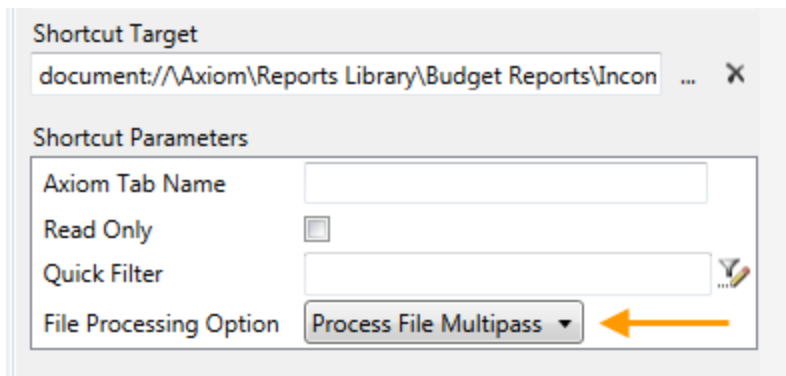 Shortcut Target
document://\Axiom\Reports Library\Budget Reports\Incon ...
Shortcut Parameters
Axiom Tab Name
Read Only
Quick Filter
File Processing Option Process File Multipass